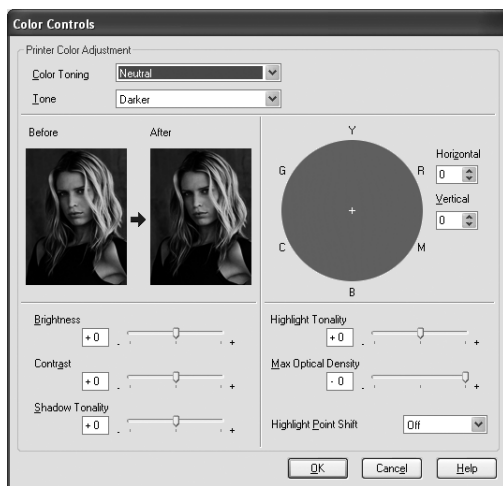 Color Controls
Printer Color Adjustment
Color Toning Neutral
Tone Darker
Before After
Y
G R
C M
B
Horizontal
0
Vertical
0
Brightness
+ 0 - +
Contrast
+ 0 - +
Shadow Tonality
+ 0 - +
Highlight Tonality
+ 0 - +
Max Optical Density
- 0 - +
Highlight Point Shift Off
OK Cancel Help